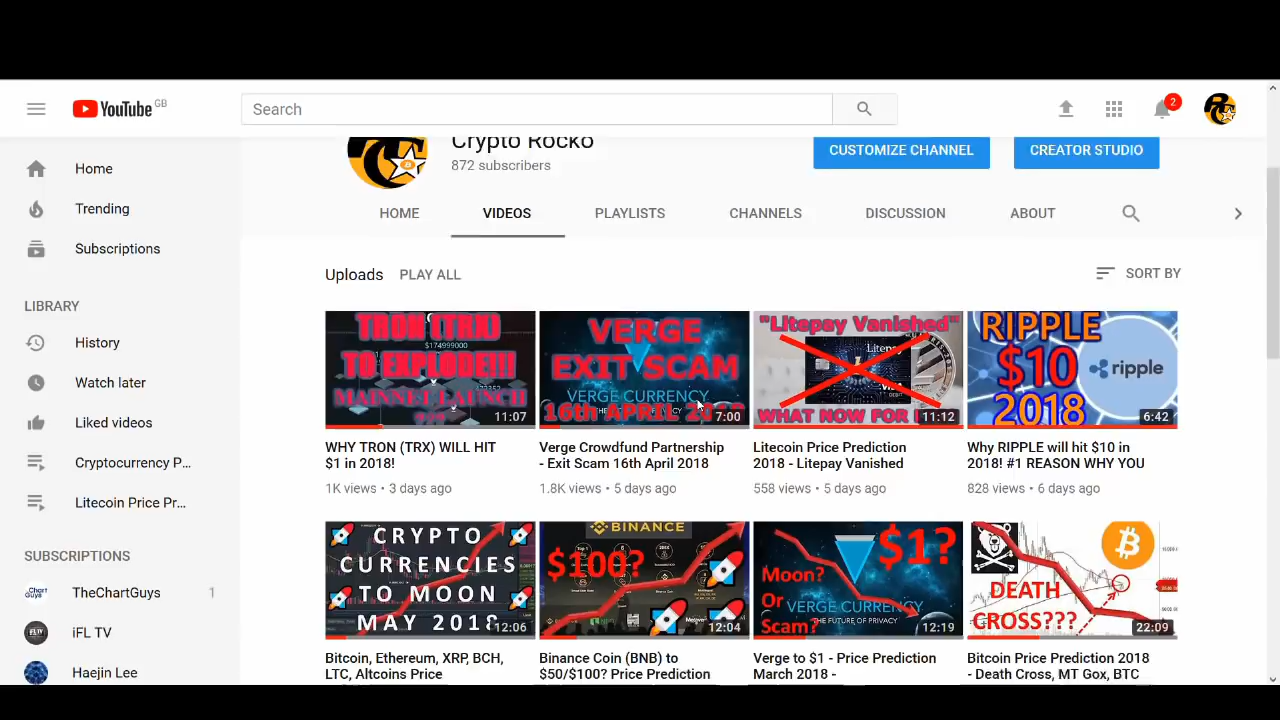 YouTube GB
Search
2
Home
Trending
Subscriptions
LIBRARY
History
Watch later
Liked videos
Cryptocurrency P...
Litecoin Price Pr...
SUBSCRIPTIONS
TheChartGuys 1
iFL TV
Haejin Lee
Crypto Rocko
872 subscribers
CUSTOMIZE CHANNEL
CREATOR STUDIO
HOME VIDEOS PLAYLISTS CHANNELS DISCUSSION ABOUT
Uploads PLAY ALL
SORT BY
TRON (TRX)
$174999000
TO EXPLODE!!!
MAINNET LAUNCH
???
11:07
WHY TRON (TRX) WILL HIT
$1 in 2018!
1K views • 3 days ago
VERGE
EXIT SCAM
VERGE CURRENCY
16th APRIL
7:00
Verge Crowdfund Partnership
- Exit Scam 16th April 2018
1.8K views • 5 days ago
"Litepay Vanished"
Litepay
VISA
DEBIT
WHAT NOW FOR
11:12
Litecoin Price Prediction
2018 - Litepay Vanished
558 views • 5 days ago
RIPPLE
$10
2018
ripple
6:42
Why RIPPLE will hit $10 in
2018! #1 REASON WHY YOU
828 views • 6 days ago
CRYPTO
CURRENCIES
TO MOON
MAY 2018
12:06
Bitcoin, Ethereum, XRP, BCH,
LTC, Altcoins Price
BINANCE
$100?
12:04
Binance Coin (BNB) to
$50/$100? Price Prediction
$1?
Moon?
Or
Scam?
VERGE CURRENCY
THE FUTURE OF PRIVACY
12:19
Verge to $1 - Price Prediction
March 2018 -
DEATH
CROSS???
22:09
Bitcoin Price Prediction 2018
- Death Cross, MT Gox, BTC